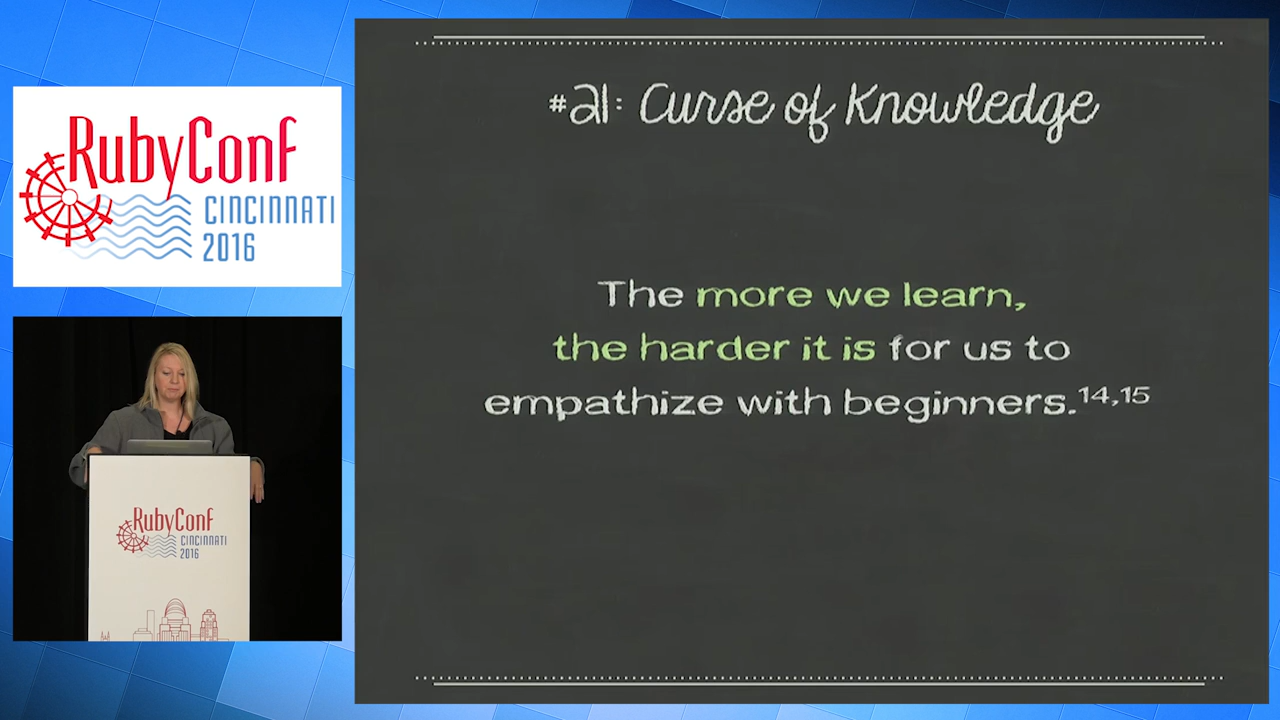 RubyConf
CINCINNATI
2016
RubyConf
CINCINNATI
2016
#21: Curse of Knowledge
The more we learn,
the harder it is for us to
empathize with beginners.14,15